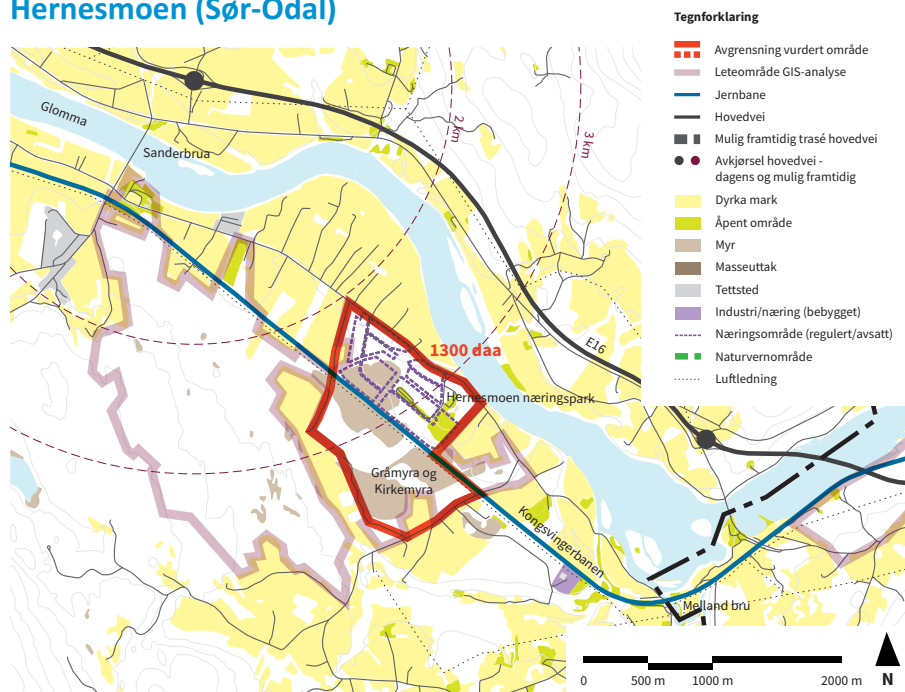 Hernesmoen (Sør-Odal)
Tegnforklaring
Avgrensning vurdert område
Leteområde GIS-analyse
Jernbane
Hovedvei
Mulig framtidig trasé hovedvei
Avkjørsel hovedvei -
dagens og mulig framtidig
Dyrka mark
Åpent område
Myr
Masseuttak
Tettsted
Industri/næring (bebygget)
Næringsområde (regulert/avsatt)
Naturvernområde
Luftledning
Glomma
Sanderbrua
2 km
3 km
E16
1300 daa
Hernesmoen næringspark
Gråmyra og
Kirkemyra
Kongsvingerbanen
Melland bru
0
500 m
1000 m
2000 m
N